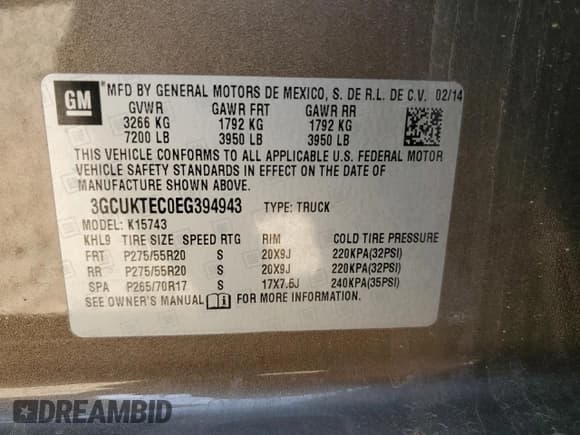 GM
® MFD BY GENERAL MOTORS DE MEXICO, S. DE R.L. DE C.V. 02/14
GVWR GAWR FRT GAWR RR
3266 KG 1792 KG 1792 KG
7200 LB 3950 LB 3950 LB
THIS VEHICLE CONFORMS TO ALL APPLICABLE U.S. FEDERAL MOTOR
VEHICLE SAFETY STANDARDS IN EFFECT ON THE DATE OF
MANUFACTURE SHOWN ABOVE.
3GCUKTEC0EG394943 TYPE: TRUCK
MODEL: K15743
KHL9 TIRE SIZE SPEED RTG RIM COLD TIRE PRESSURE
FRT P275/55R20 S 20X9J 220KPA(32PSI)
RR P275/55R20 S 20X9J 220KPA(32PSI)
SPA P265/70R17 S 17X7.5J 240KPA(35PSI)
SEE OWNER'S MANUAL FOR MORE INFORMATION.
DREAMBID